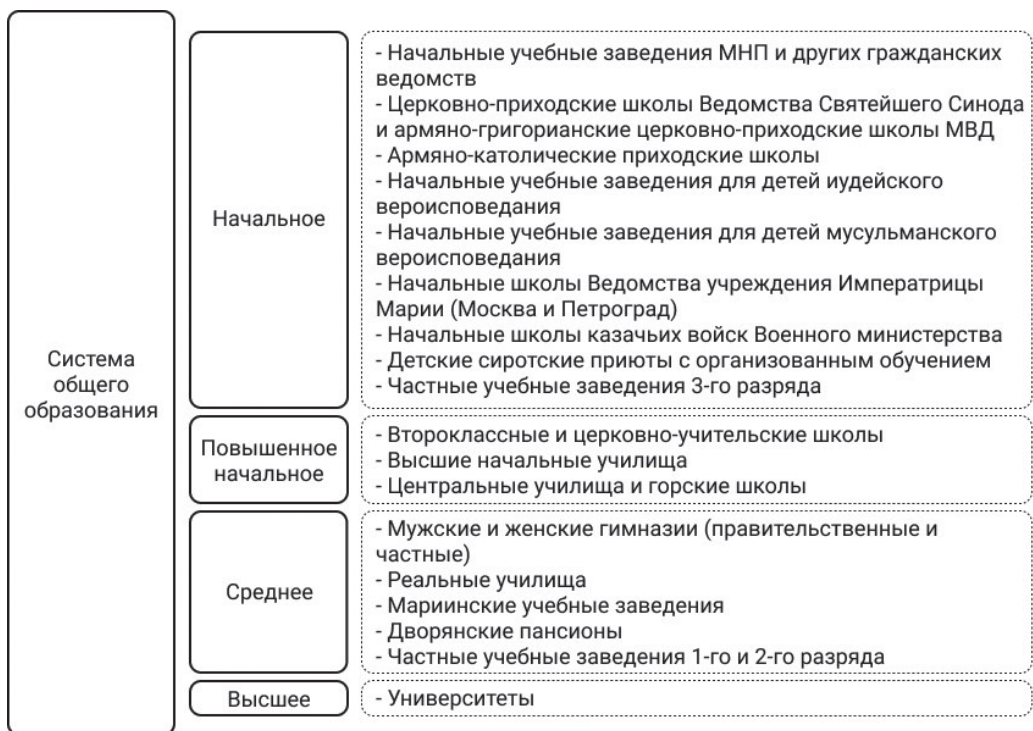 Система
общего
образования
Начальное
- Начальные учебные заведения МНП и других гражданских
ведомств
- Церковно-приходские школы Ведомства Святейшего Синода
и армяно-григорианские церковно-приходские школы МВД
- Армяно-католические приходские школы
- Начальные учебные заведения для детей иудейского
вероисповедания
- Начальные учебные заведения для детей мусульманского
вероисповедания
- Начальные школы Ведомства учреждения Императрицы
Марии (Москва и Петроград)
- Начальные школы казачьих войск Военного министерства
- Детские сиротские приюты с организованным обучением
- Частные учебные заведения 3-го разряда
Повышенное
начальное
- Второклассные и церковно-учительские школы
- Высшие начальные училища
- Центральные училища и горские школы
Среднее
- Мужские и женские гимназии (правительственные и
частные)
- Реальные училища
- Мариинские учебные заведения
- Дворянские пансионы
- Частные учебные заведения 1-го и 2-го разряда
Высшее
- Университеты